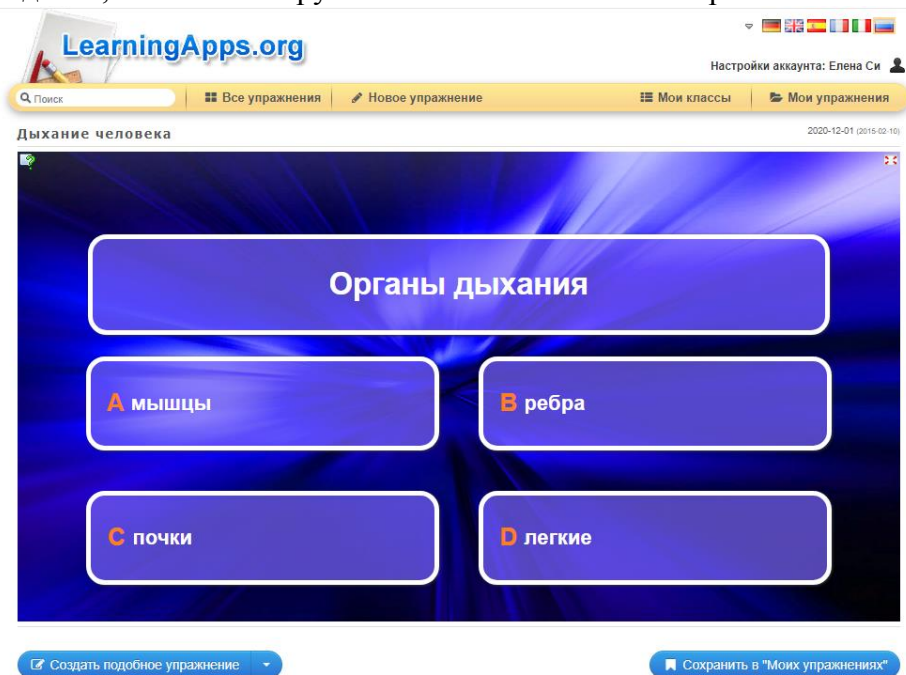 LearningApps.org
Настройки аккаунта: Елена Си
Поиск Все упражнения Новое упражнение Мои классы Мои упражнения
Дыхание человека 2020-12-01 (2015-02-10)
Органы дыхания
A мышцы B ребра
C почки D легкие
Создать подобное упражнение Сохранить в "Моих упражнениях"